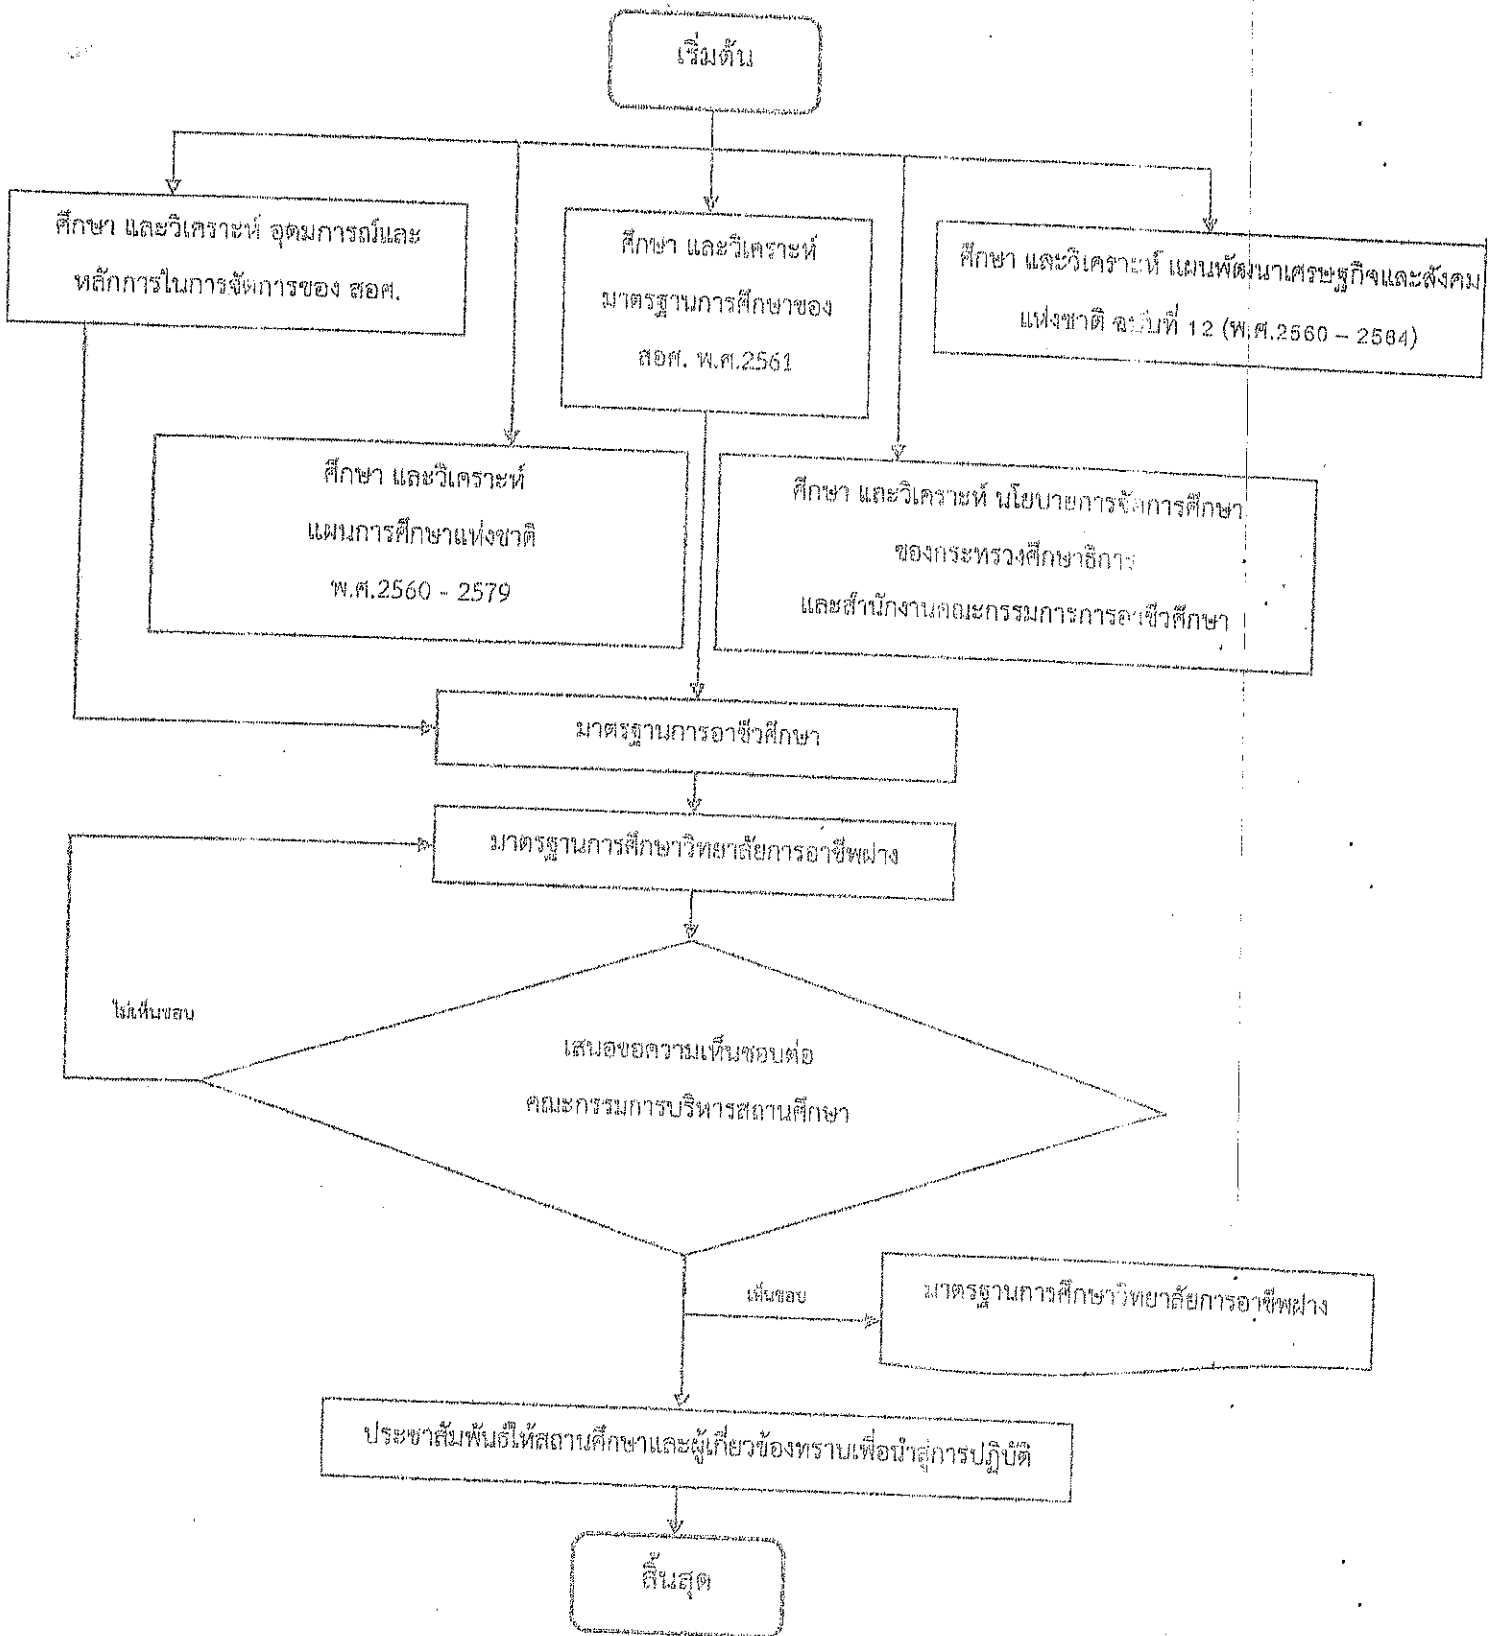 เริ่มต้น
ศึกษา และวิเคราะห์ อุดมการณ์และ
หลักการในการจัดการของ สอศ.
ศึกษา และวิเคราะห์
มาตรฐานการศึกษาของ
สอศ. พ.ศ.2561
ศึกษา และวิเคราะห์ แผนพัฒนาเศรษฐกิจและสังคม
แห่งชาติ ฉบับที่ 12 (พ.ศ.2560 – 2564)
ศึกษา และวิเคราะห์
แผนการศึกษาแห่งชาติ
พ.ศ.2560 - 2579
ศึกษา และวิเคราะห์ นโยบายการจัดการศึกษา
ของกระทรวงศึกษาธิการ
และสำนักงานคณะกรรมการการอาชีวศึกษา
มาตรฐานการอาชีวศึกษา
มาตรฐานการศึกษาวิทยาลัยการอาชีพฝาง
ไม่เห็นชอบ
เสนอขอความเห็นชอบต่อ
คณะกรรมการบริหารสถานศึกษา
เห็นชอบ
มาตรฐานการศึกษาวิทยาลัยการอาชีพฝาง
ประชาสัมพันธ์ให้สถานศึกษาและผู้เกี่ยวข้องทราบเพื่อนำสู่การปฏิบัติ
สิ้นสุด